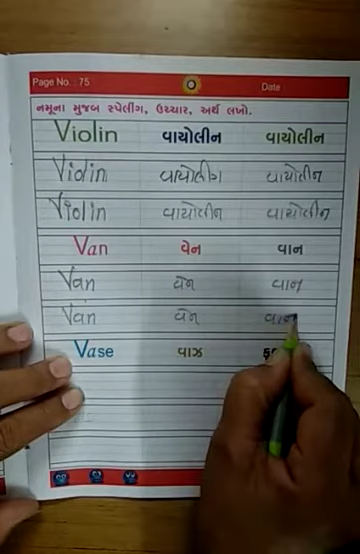 Page No. : 75 Date :
નમૂના મુજબ સ્પેલીંગ, ઉચ્ચાર, અર્થ લખો.
Violin વાયોલીન વાયોલીન
Violin વાયોલીન વાયોલીન
Violin વાયોલીન વાયોલીન
Van વેન વાન
Van વેન વાન
Van વેન વાન
Vase વાઝ